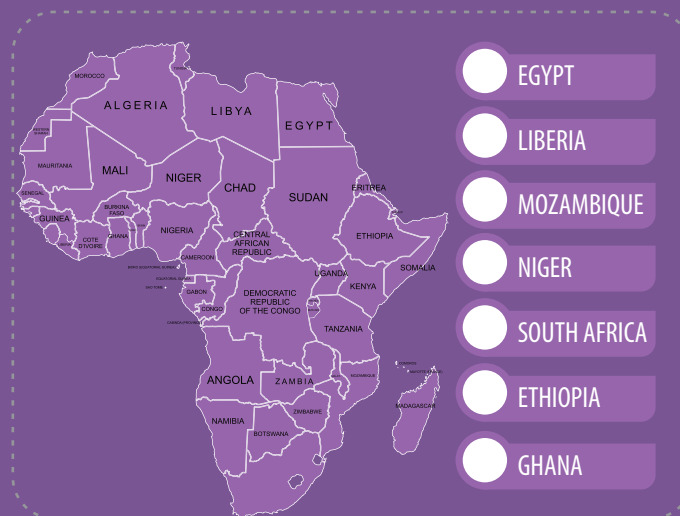 MOROCCO
ALGERIA
LIBYA
EGYPT
MAURITANIA
MALI
NIGER
CHAD
SUDAN
ERITREA
SENEGAL
GUINEA
BURKINA
FASO
COTE
D'IVOIRE
GHANA
NIGERIA
CAMEROON
CENTRAL
AFRICAN
REPUBLIC
ETHIOPIA
SOMALIA
UGANDA
KENYA
GABON
CONGO
DEMOCRATIC
REPUBLIC
OF THE CONGO
TANZANIA
ANGOLA
ZAMBIA
MOZAMBIQUE
ZIMBABWE
NAMIBIA
BOTSWANA
MADAGASCAR
EGYPT
LIBERIA
MOZAMBIQUE
NIGER
SOUTH AFRICA
ETHIOPIA
GHANA